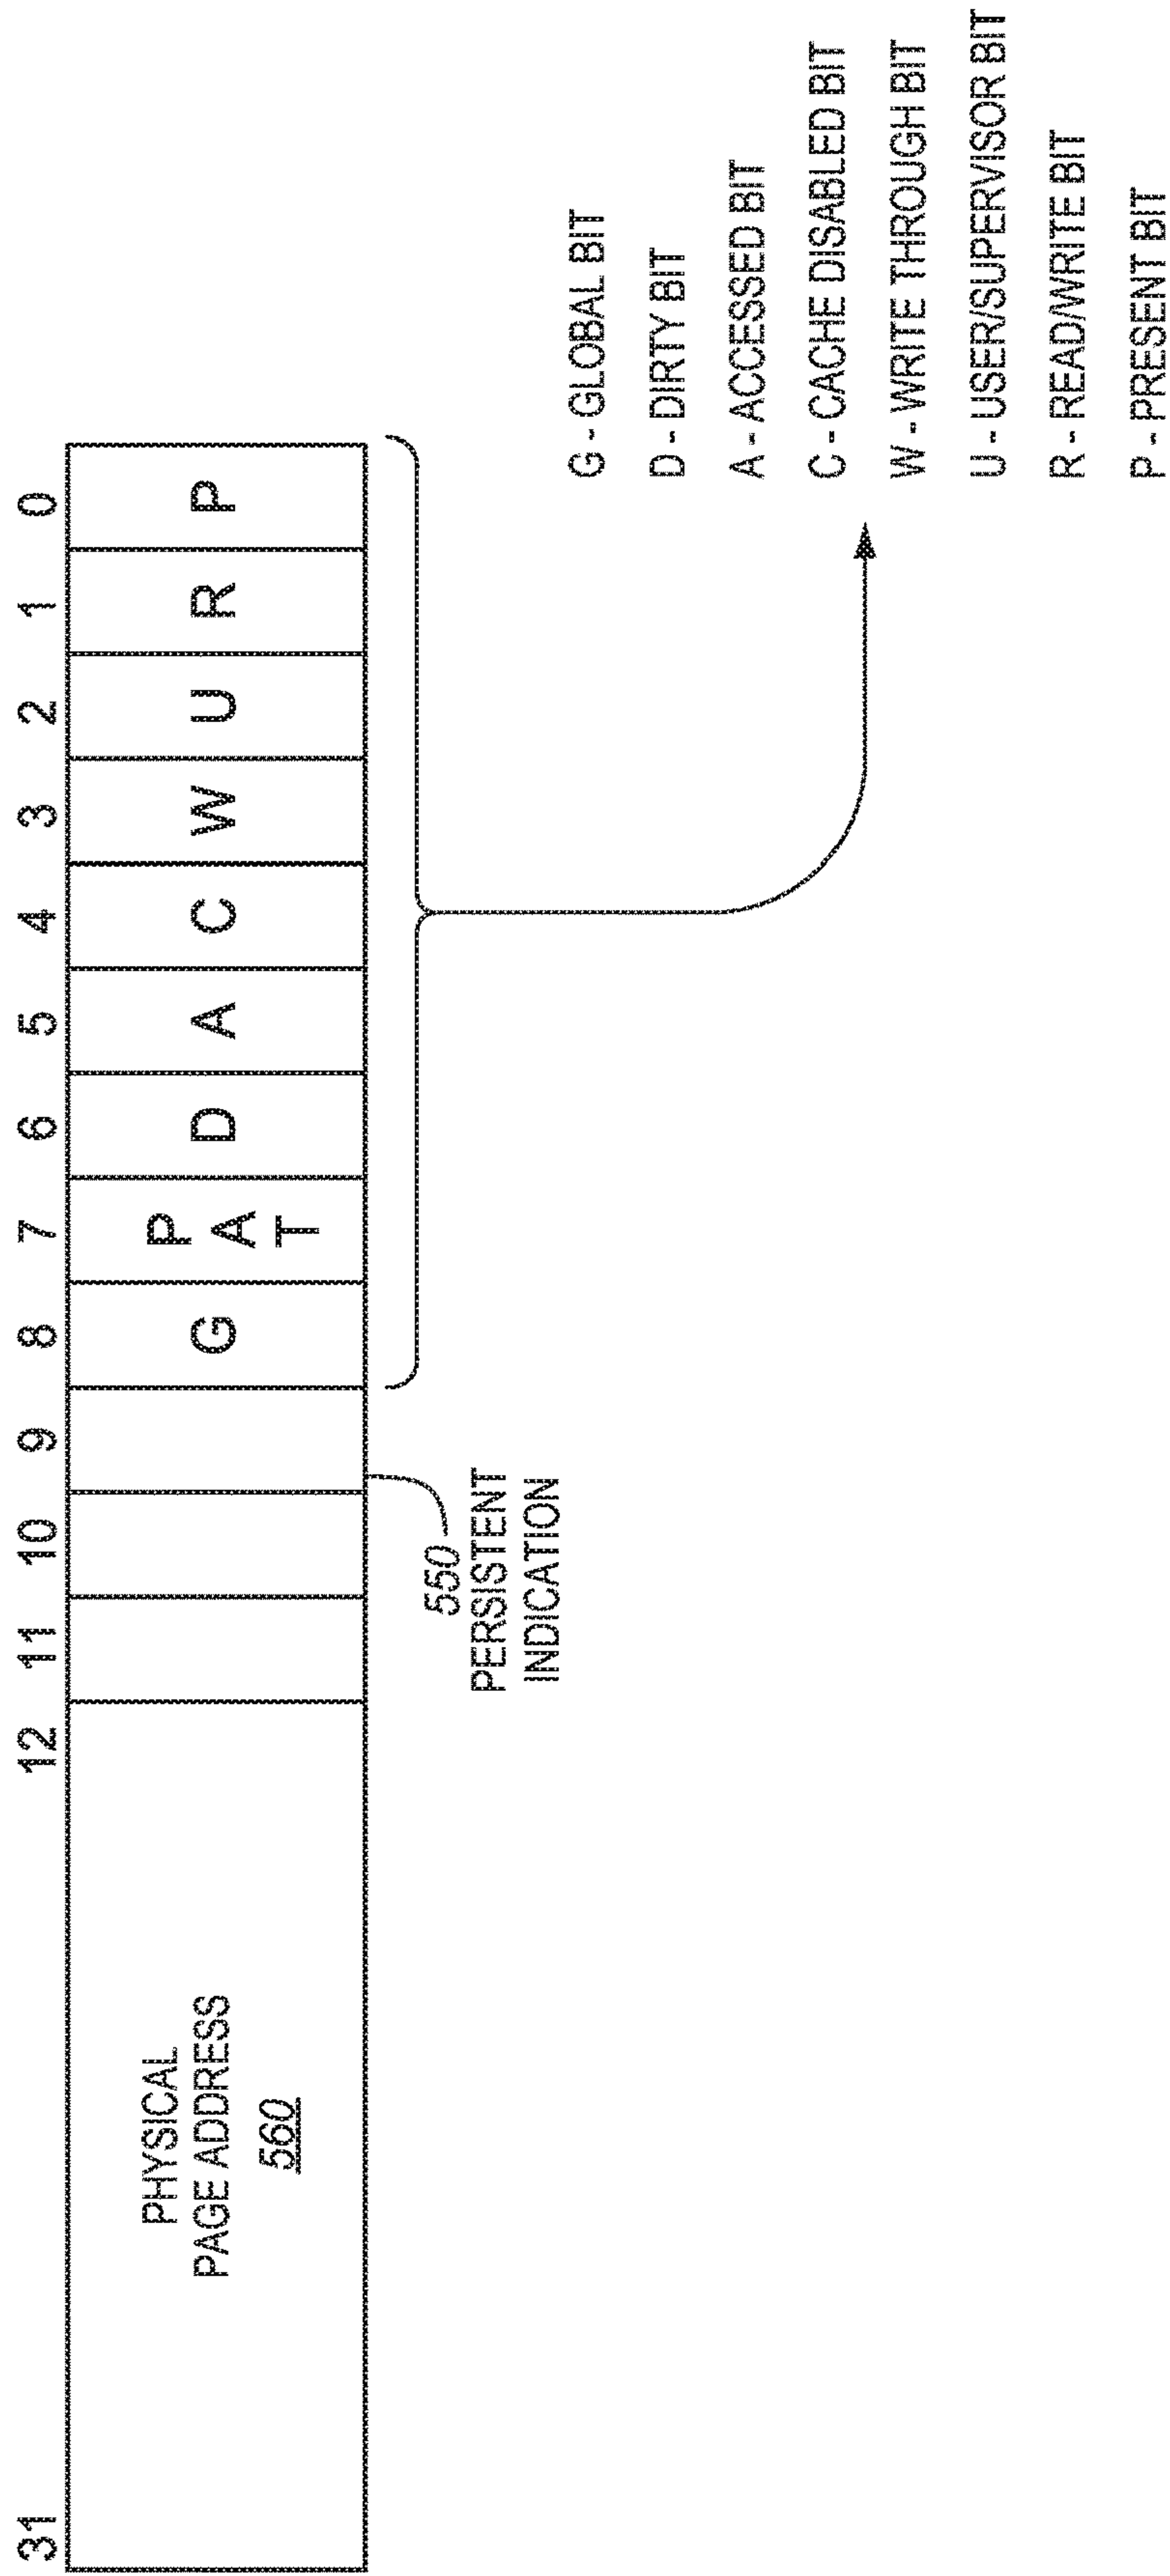 31 12 11 10 9 8 7 6 5 4 3 2 1 0
PHYSICAL
PAGE ADDRESS
560
G P A T D A C W U R P
550
PERSISTENT
INDICATION
G - GLOBAL BIT
D - DIRTY BIT
A - ACCESSED BIT
C - CACHE DISABLED BIT
W - WRITE THROUGH BIT
U - USER/SUPERVISOR BIT
R - READ/WRITE BIT
P - PRESENT BIT